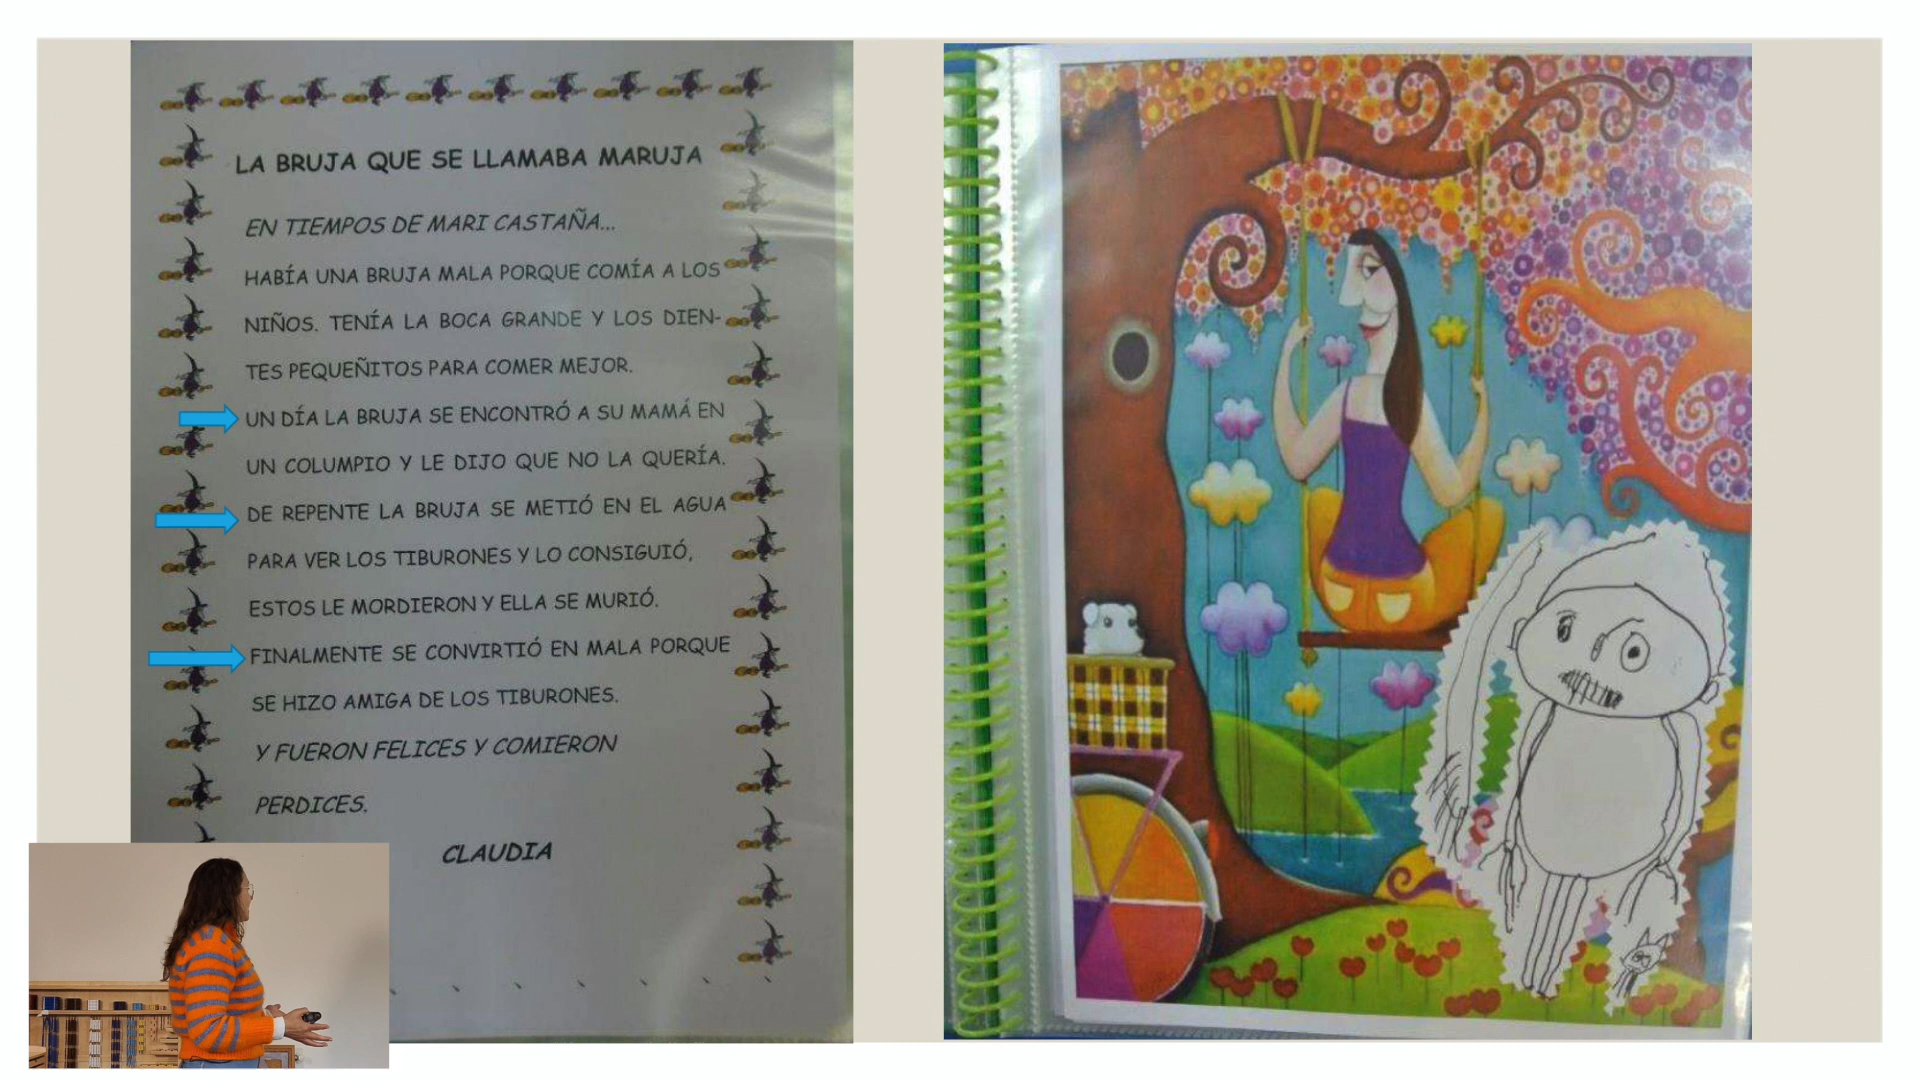 LA BRUJA QUE SE LLAMABA MARUJA
EN TIEMPOS DE MARI CASTAÑA...
HABÍA UNA BRUJA MALA PORQUE COMÍA A LOS
NIÑOS. TENÍA LA BOCA GRANDE Y LOS DIEN-
TES PEQUEÑITOS PARA COMER MEJOR.
UN DÍA LA BRUJA SE ENCONTRÓ A SU MAMÁ EN
UN COLUMPIO Y LE DIJO QUE NO LA QUERÍA.
DE REPENTE LA BRUJA SE METIÓ EN EL AGUA
PARA VER LOS TIBURONES Y LO CONSIGUIÓ,
ESTOS LE MORDIERON Y ELLA SE MURIÓ.
FINALMENTE SE CONVIRTIÓ EN MALA PORQUE
SE HIZO AMIGA DE LOS TIBURONES.
Y FUERON FELICES Y COMIERON
PERDICES.
CLAUDIA